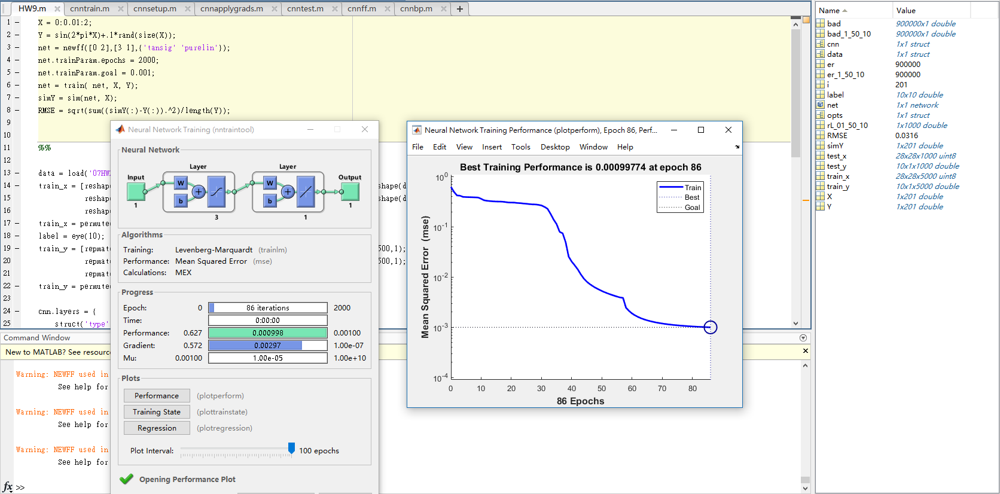 HW9.m
cnntrain.m
cnnsetup.m
cnnapplygrads.m
cnntest.m
cnnff.m
cnnbp.m
1 X = 0:0.01:2;
2 Y = sin(2*pi*X)+.1*rand(size(X));
3 net = newff([0 2],[3 1],{'tansig' 'purelin'});
4 net.trainParam.epochs = 2000;
5 net.trainParam.goal = 0.001;
6 net = train( net, X, Y);
7 simY = sim(net, X);
8 RMSE = sqrt(sum((simY(:)-Y(:)).^2)/length(Y));
9
10
11 %%
12
13 data = load('07HW
14 train_x = [reshap shape(d
15 reshap shape(d
16 reshap
17 train_x = permute
18 label = eye(10);
19 train_y = [repmat 500,1);
20 repmat 500,1);
21 repmat
22 train_y = permute
23
24 cnn.layers = {
25 struct('type'
Command Window
New to MATLAB? See resourc
Warning: NEWFF used in
See help for
Warning: NEWFF used in
See help for
Warning: NEWFF used in
See help for
fx >>
Neural Network Training (nntraintool)
Neural Network
Layer
Layer
Input
Output
W
b
+
W
b
+
1
3
1
1
Algorithms
Training: Levenberg-Marquardt (trainlm)
Performance: Mean Squared Error (mse)
Calculations: MEX
Progress
Epoch: 0 86 iterations 2000
Time: 0:00:00
Performance: 0.627 0.000998 0.00100
Gradient: 0.572 0.00297 1.00e-07
Mu: 0.00100 1.00e-05 1.00e+10
Plots
Performance (plotperform)
Training State (plottrainstate)
Regression (plotregression)
Plot Interval: 100 epochs
Opening Performance Plot
Neural Network Training Performance (plotperform), Epoch 86, Perf...
File Edit View Insert Tools Desktop Window Help
Best Training Performance is 0.00099774 at epoch 86
Train
Best
Goal
Mean Squared Error (mse)
10^0
10^-1
10^-2
10^-3
10^-4
0 10 20 30 40 50 60 70 80
86 Epochs
Name Value
bad 900000x1 double
bad_1_50_10 900000x1 double
cnn 1x1 struct
data 1x1 struct
er 900000
er_1_50_10 900000
i 201
label 10x10 double
net 1x1 network
opts 1x1 struct
rL_01_50_10 1x1000 double
RMSE 0.0316
simY 1x201 double
test_x 28x28x1000 uint8
test_y 10x1x1000 double
train_x 28x28x5000 uint8
train_y 10x1x5000 double
X 1x201 double
Y 1x201 double